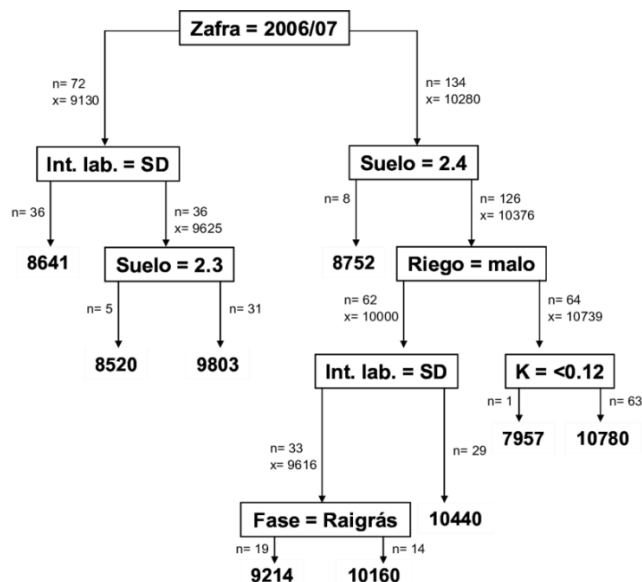 Zafra = 2006/07
n= 72
x= 9130
n= 134
x= 10280
Int. lab. = SD
Suelo = 2.4
n= 36
n= 36
x= 9625
n= 8
n= 126
x= 10376
8641
Suelo = 2.3
8752
Riego = malo
n= 5
n= 31
n= 62
x= 10000
n= 64
x= 10739
8520
9803
Int. lab. = SD
K = <0.12
n= 1
n= 63
7957
10780
n= 33
x= 9616
n= 29
Fase = Raigrás
10440
n= 19
n= 14
9214
10160